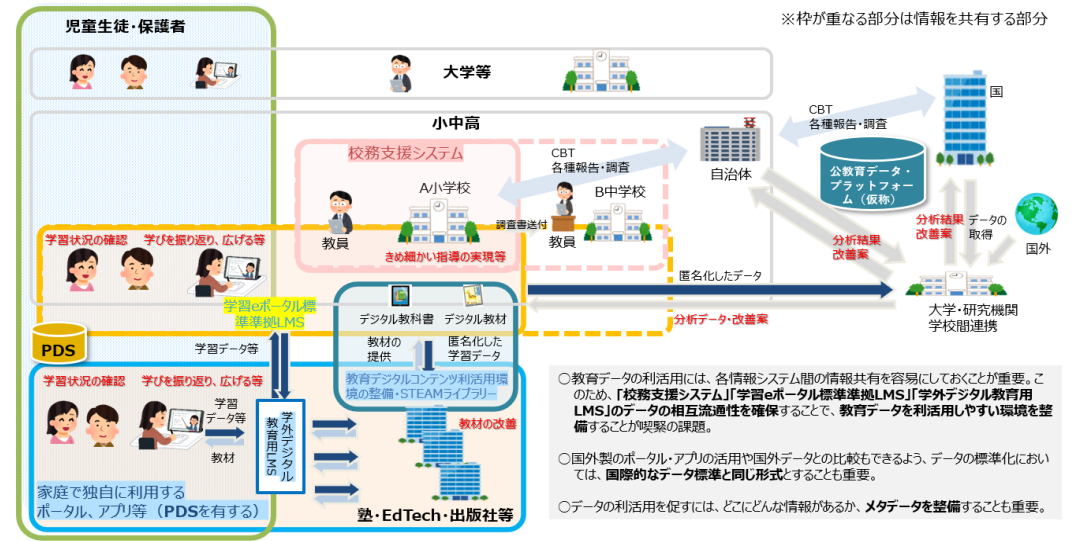 ※枠が重なる部分は情報を共有する部分
児童生徒・保護者
大学等
小中高
校務支援システム
A小学校
教員
きめ細かい指導の実現等
CBT
各種報告・調査
B中学校
調査書送付
教員
自治体
CBT
各種報告・調査
国
公教育データ・
プラットフォー
ム（仮称）
分析結果
改善案
データの
取得
分析結果
改善案
国外
大学・研究機関
学校間連携
匿名化したデータ
分析データ・改善案
学習状況の確認
学びを振り返り、広げる等
学習eポータル標
準準拠LMS
デジタル教科書
デジタル教材
教材の
提供
匿名化した
学習データ
教育デジタルコンテンツ利活用環
境の整備・STEAMライブラリー
PDS
学習データ等
学習状況の確認
学びを振り返り、広げる等
学習
データ等
教材
学外デジタル
教育用LMS
教材の改善
家庭で独自に利用する
ポータル、アプリ等（PDSを有する）
塾・EdTech・出版社等
○教育データの利活用には、各情報システム間の情報共有を容易にしておくことが重要。こ
のため、「校務支援システム」「学習eポータル標準準拠LMS」「学外デジタル教育用
LMS」のデータの相互流通性を確保することで、教育データを利活用しやすい環境を整
備することが喫緊の課題。
○国外製のポータル・アプリの活用や国外データとの比較もできるよう、データの標準化におい
ては、国際的なデータ標準と同じ形式とすることも重要。
○データの利活用を促すには、どこにどんな情報があるか、メタデータを整備することも重要。